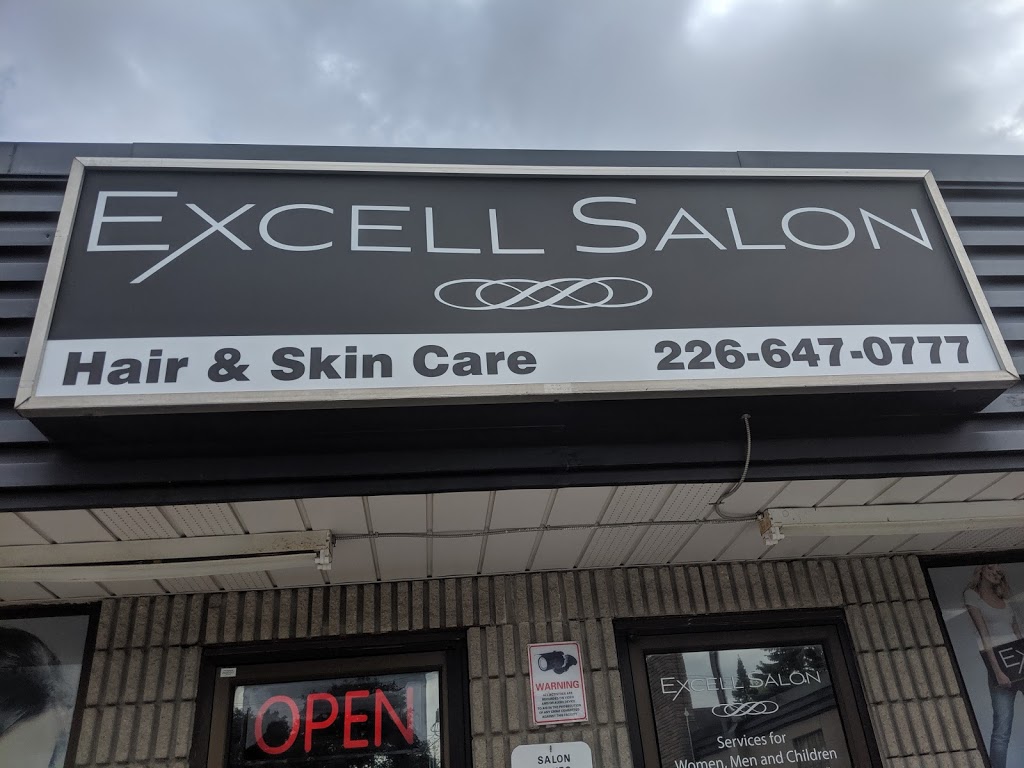 EXCELL SALON
Hair & Skin Care 226-647-0777
OPEN
WARNING
SALON
EXCELL SALON
Services for
Women, Men and Children
EX